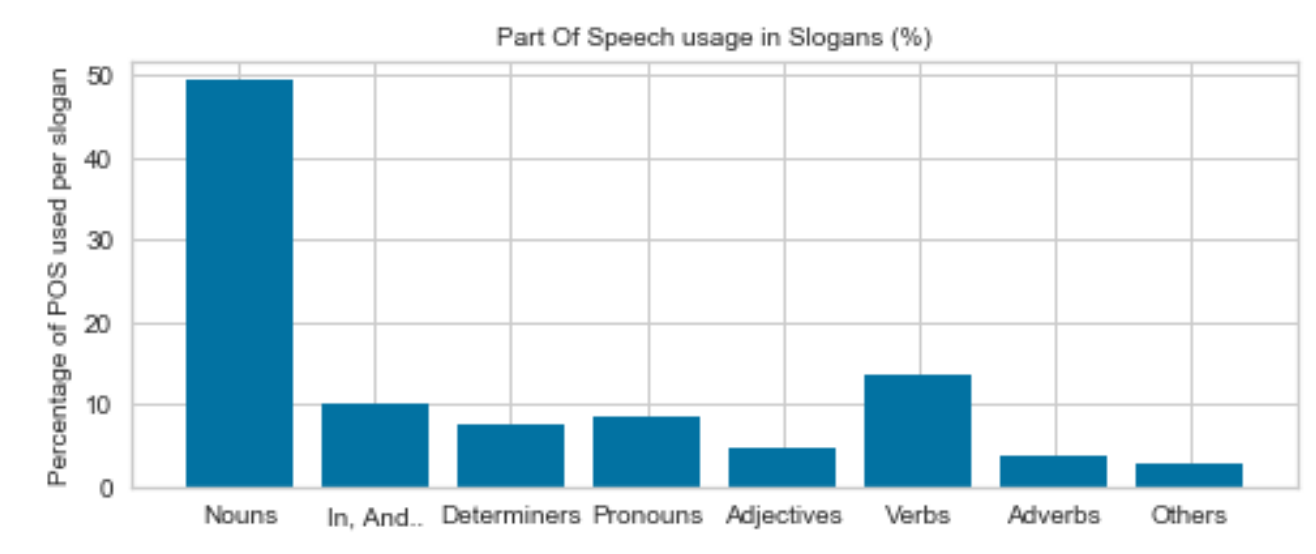 Part Of Speech usage in Slogans (%)
Percentage of POS used per slogan
50
40
30
20
10
0
Nouns In, And.. Determiners Pronouns Adjectives Verbs Adverbs Others